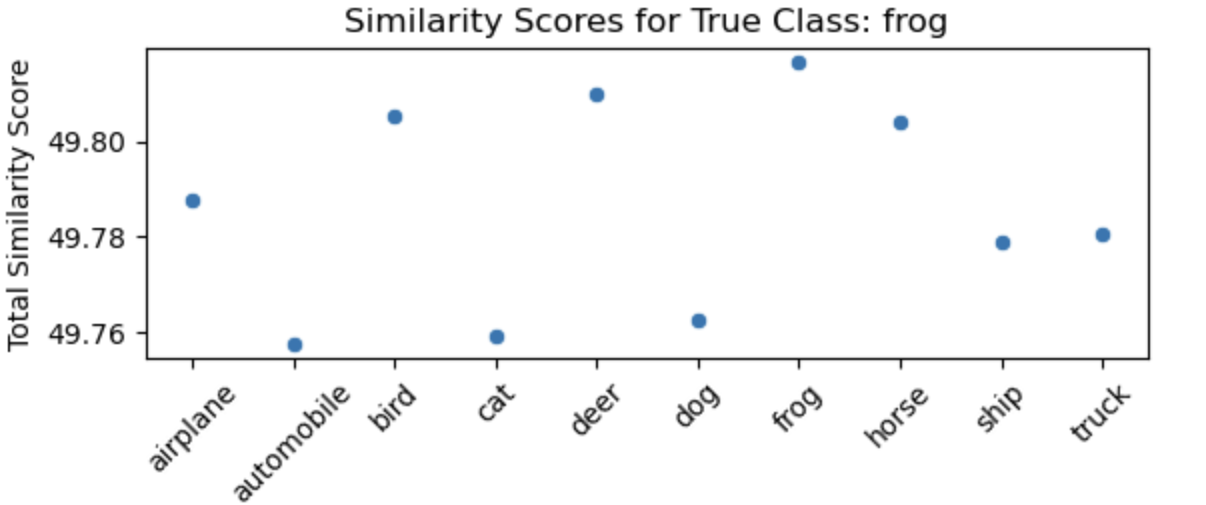 Similarity Scores for True Class: frog
Total Similarity Score
49.80
49.78
49.76
airplane
automobile
bird
cat
deer
dog
frog
horse
ship
truck